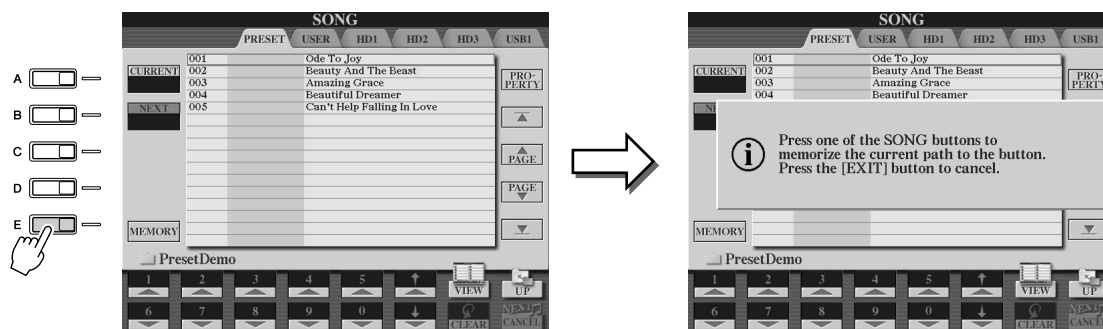 SONG
PRESET USER HD1 HD2 HD3 USB1
A
B
C
D
E
CURRENT
NEXT
MEMORY
001 Ode To Joy
002 Beauty And The Beast
003 Amazing Grace
004 Beautiful Dreamer
005 Can't Help Falling In Love
PRO-
PERTY
PAGE
PAGE
PresetDemo
1 2 3 4 5
VIEW UP
6 7 8 9 0
CLEAR
NEXT
CANCEL
SONG
PRESET USER HD1 HD2 HD3 USB1
CURRENT
001 Ode To Joy
002 Beauty And The Beast
003 Amazing Grace
004 Beautiful Dreamer
PRO-
PERTY
Press one of the SONG buttons to
memorize the current path to the button.
Press the [EXIT] button to cancel.
MEMORY
PresetDemo
1 2 3 4 5
VIEW UP
6 7 8 9 0
CLEAR